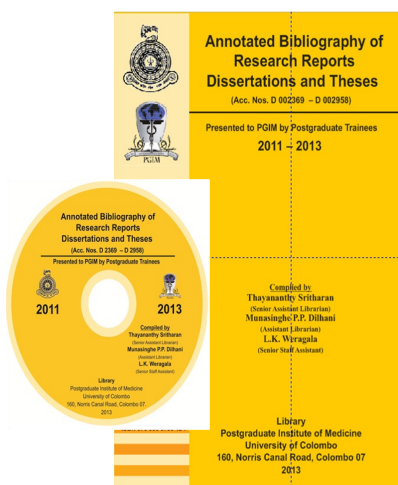 Annotated Bibliography of
Research Reports
Dissertations and Theses
(Acc. Nos. D 002369 – D 002958)
Presented to PGIM by Postgraduate Trainees
2011 – 2013
PGIM
Compiled by
Thayananthy Sritharan
(Senior Assistant Librarian)
Munasinghe P.P. Dilhani
(Assistant Librarian)
L.K. Weragala
(Senior Staff Assistant)
Library
Postgraduate Institute of Medicine
University of Colombo
160, Norris Canal Road, Colombo 07
2013
Annotated Bibliography of
Research Reports
Dissertations and Theses
(Acc. Nos. D 2369 – D 2958)
Presented to PGIM by Postgraduate Trainees
2011
2013
Compiled by
Thayananthy Sritharan
(Senior Assistant Librarian)
Munasinghe P.P. Dilhani
(Assistant Librarian)
L.K. Weragala
(Senior Staff Assistant)
Library
Postgraduate Institute of Medicine
University of Colombo
160, Norris Canal Road, Colombo 07.
2013